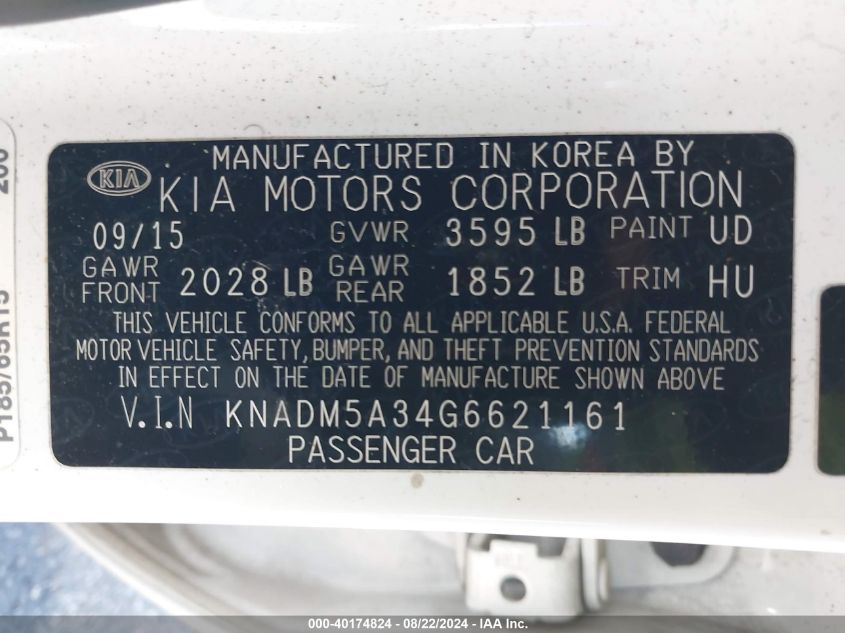 MANUFACTURED IN KOREA BY
KIA KIA MOTORS CORPORATION
09/15 GVWR 3595 LB PAINT UD
GAWR FRONT 2028 LB GAWR REAR 1852 LB TRIM HU
THIS VEHICLE CONFORMS TO ALL APPLICABLE U.S.A. FEDERAL
MOTOR VEHICLE SAFETY, BUMPER, AND THEFT PREVENTION STANDARDS
IN EFFECT ON THE DATE OF MANUFACTURE SHOWN ABOVE
V.I.N KNADM5A34G6621161
PASSENGER CAR
P185/65R15
000-40174824 - 08/22/2024 - IAA Inc.